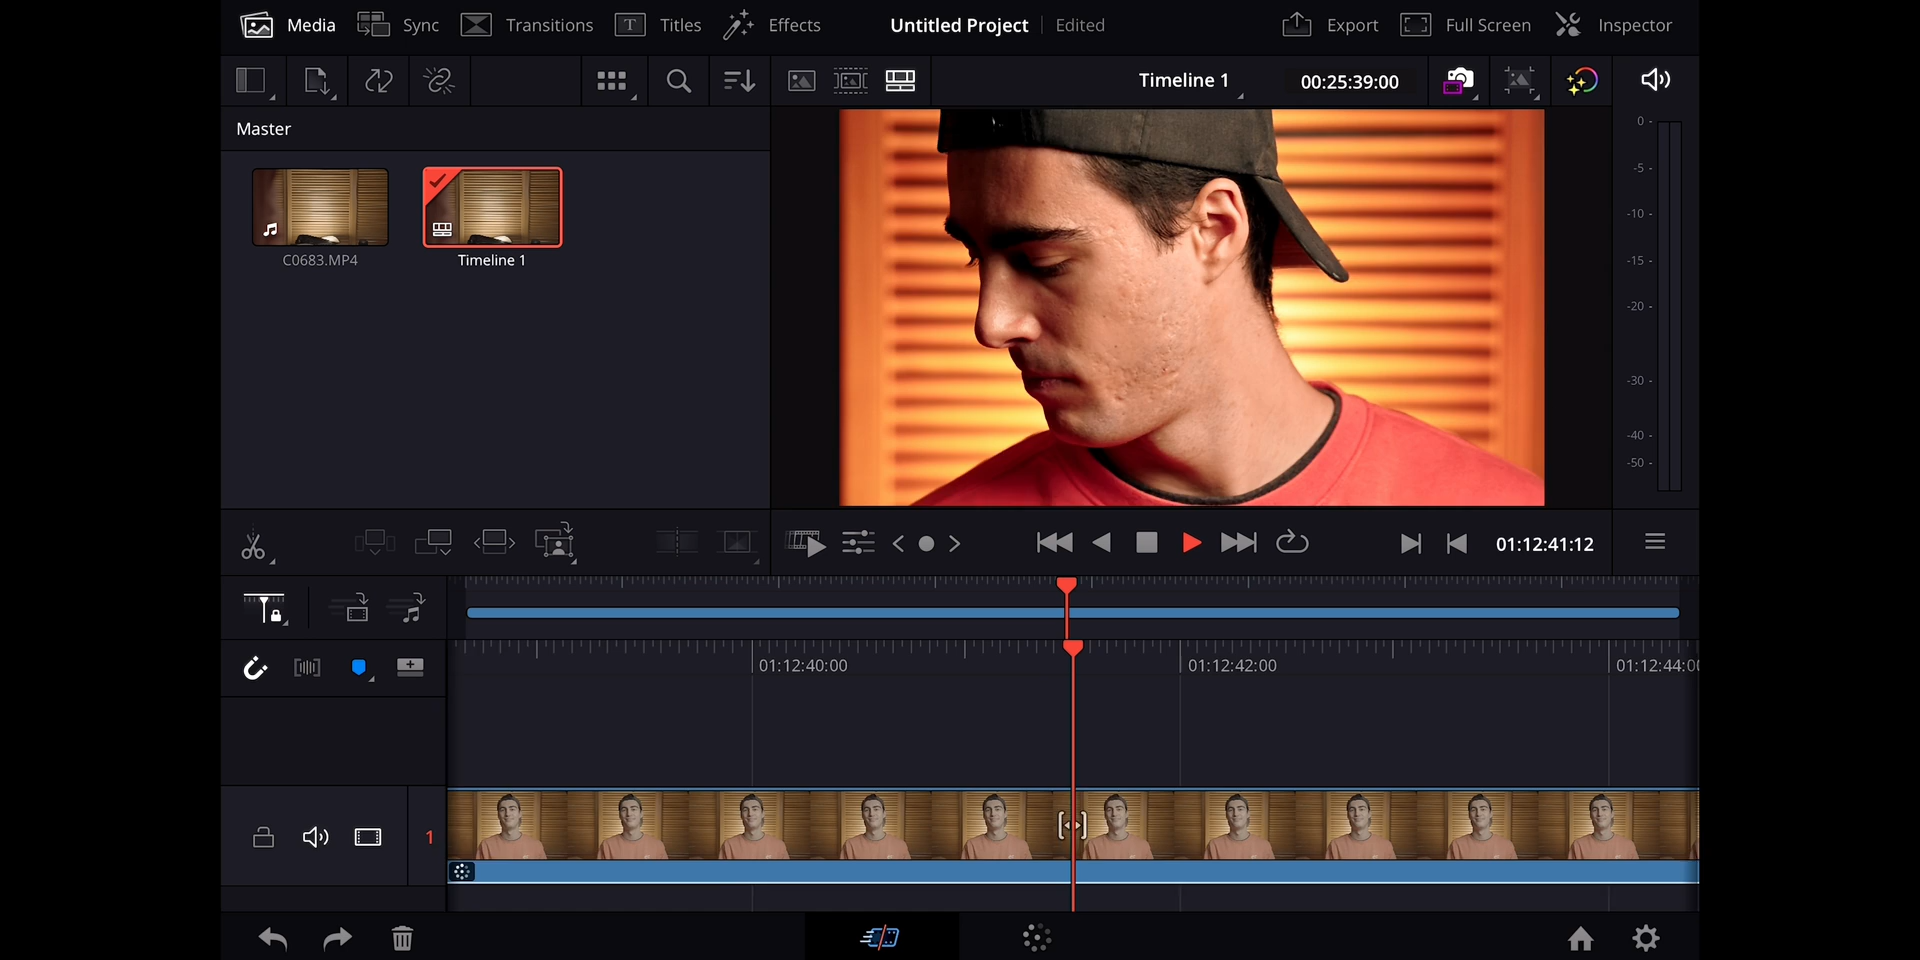 Media Sync Transitions T Titles Effects Untitled Project Edited Export Full Screen Inspector
Timeline 1 00:25:39:00
Master
C0683.MP4 Timeline 1
0
-5
-10
-15
-20
-30
-40
-50
01:12:41:12
01:12:40:00 01:12:42:00 01:12:44:00
1